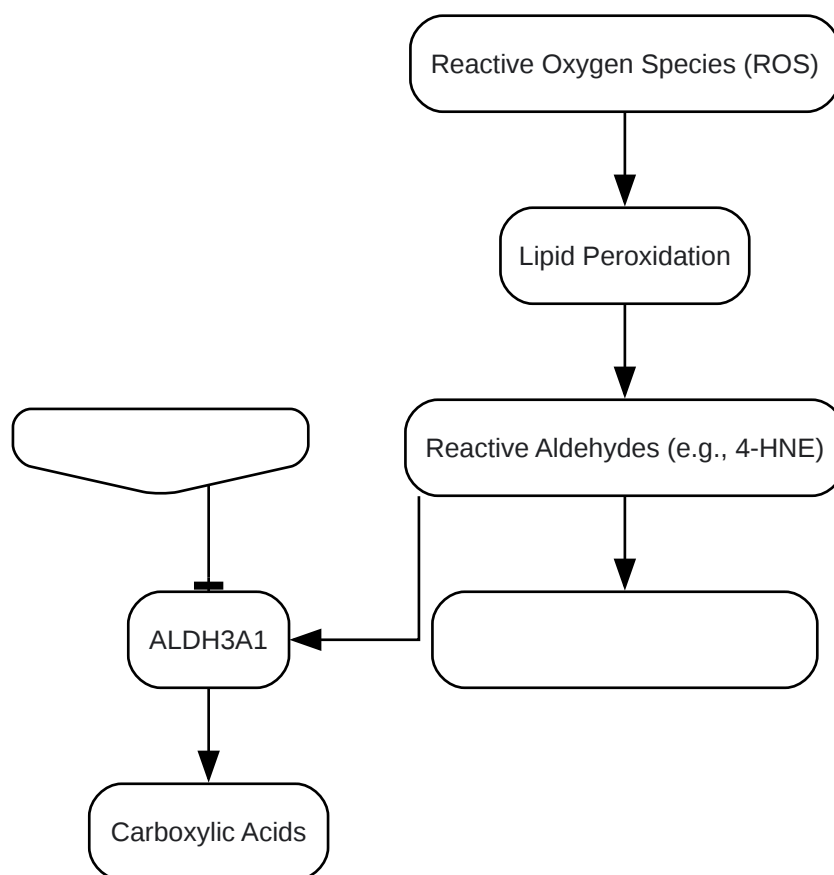 Reactive Oxygen Species (ROS)
Lipid Peroxidation
Reactive Aldehydes (e.g., 4-HNE)
ALDH3A1
Carboxylic Acids